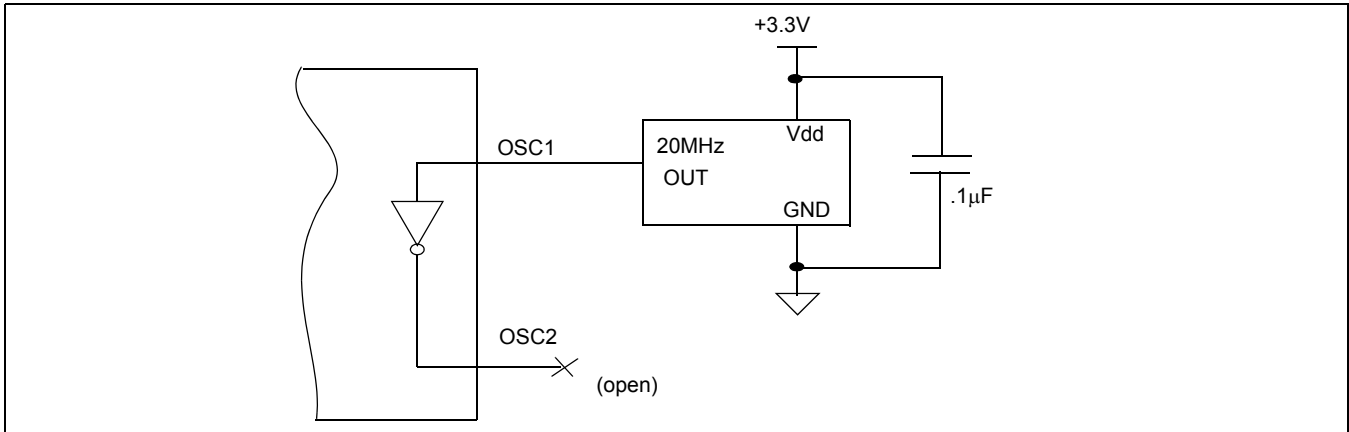 +3.3V
OSC1
20MHz
OUT
Vdd
GND
.1μF
OSC2
(open)